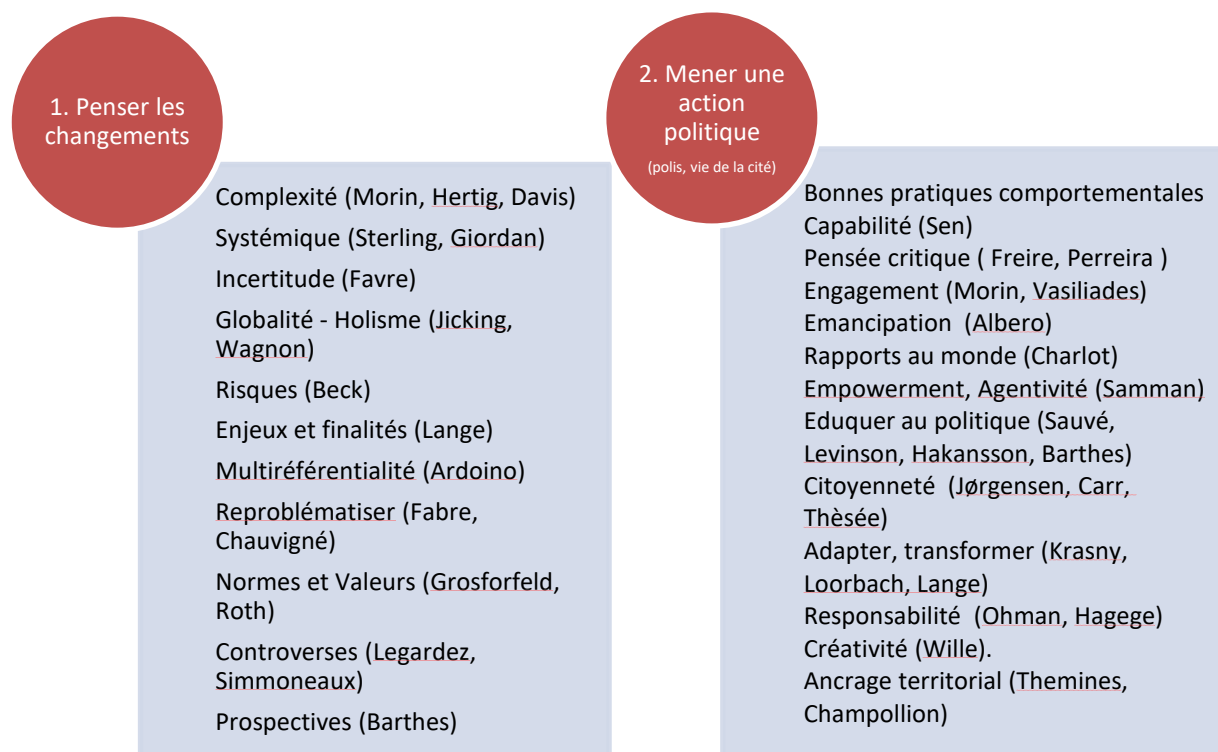 1. Penser les
changements
Complexité (Morin, Hertig, Davis)
Systémique (Sterling, Giordan)
Incertitude (Favre)
Globalité - Holisme (Jicking,
Wagnon)
Risques (Beck)
Enjeux et finalités (Lange)
Multiréférentialité (Ardoino)
Reproblématiser (Fabre,
Chauvigné)
Normes et Valeurs (Grosforfeld,
Roth)
Controverses (Legardez,
Simmoneaux)
Prospectives (Barthes)
2. Mener une
action
politique
(polis, vie de la cité)
Bonnes pratiques comportementales
Capabilité (Sen)
Pensée critique ( Freire, Perreira )
Engagement (Morin, Vasiliades)
Emancipation (Albero)
Rapports au monde (Charlot)
Empowerment, Agentivité (Samman)
Eduquer au politique (Sauvé,
Levinson, Hakansson, Barthes)
Citoyenneté (Jørgensen, Carr,
Thèsée)
Adapter, transformer (Krasny,
Loorbach, Lange)
Responsabilité (Ohman, Hagege)
Créativité (Wille).
Ancrage territorial (Themines,
Champollion)